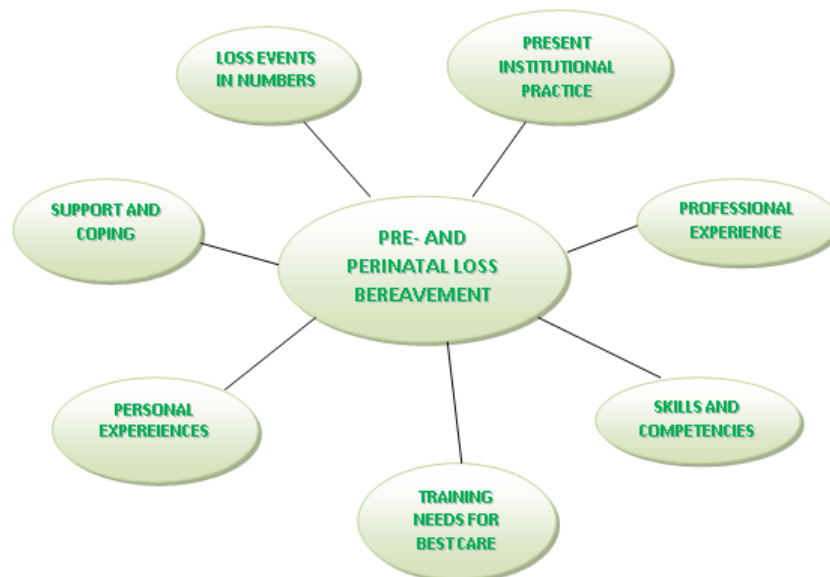 LOSS EVENTS
IN NUMBERS
PRESENT
INSTITUTIONAL
PRACTICE
SUPPORT AND
COPING
PRE- AND
PERINATAL LOSS
BEREAVEMENT
PROFESSIONAL
EXPERIENCE
PERSONAL
EXPEREIENCES
SKILLS AND
COMPETENCIES
TRAINING
NEEDS FOR
BEST CARE